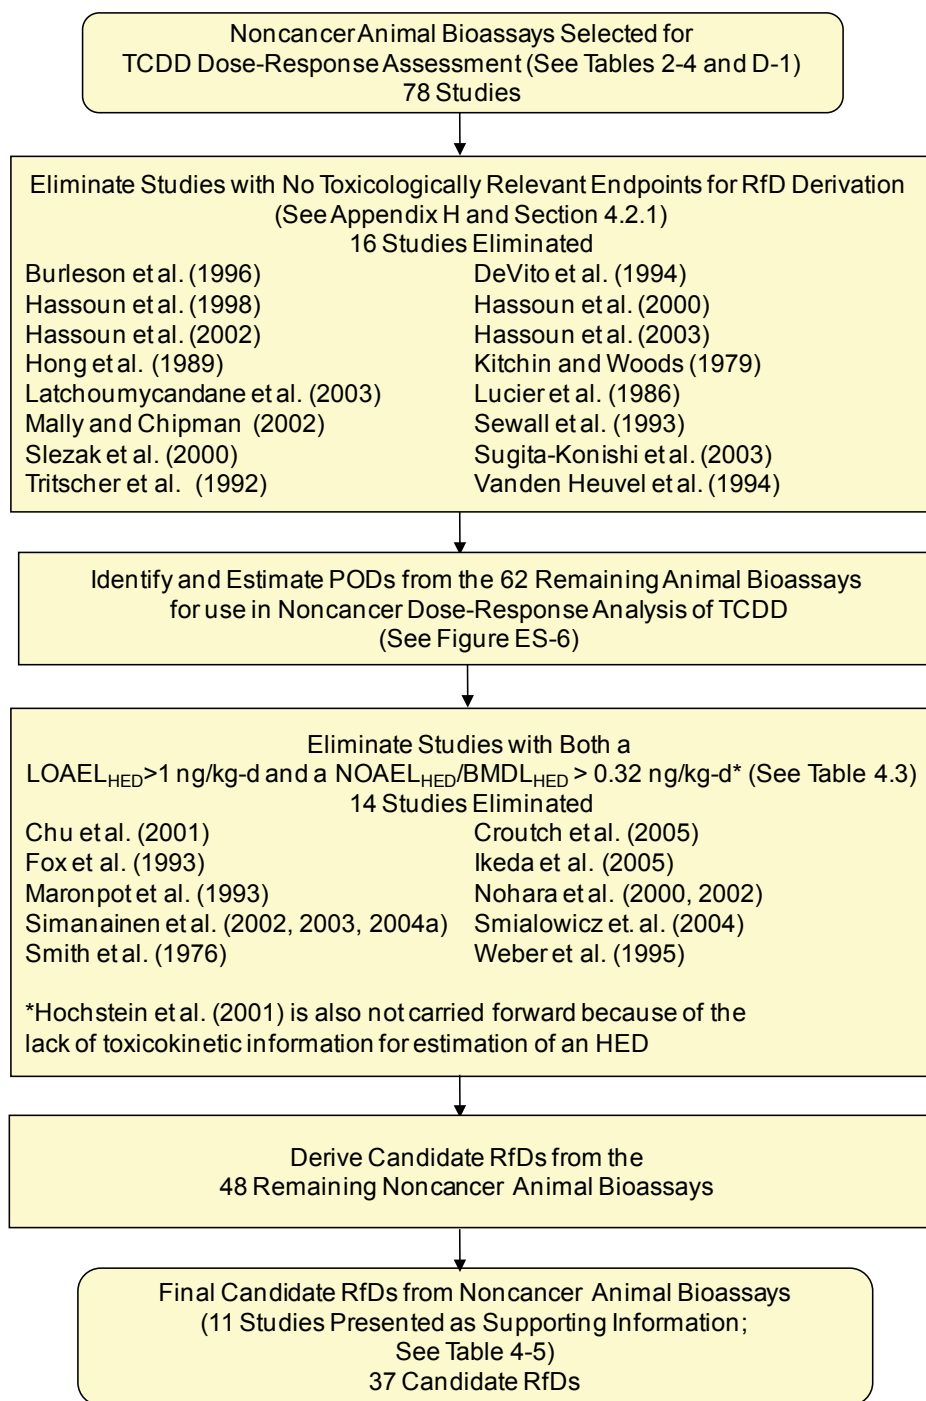 Noncancer Animal Bioassays Selected for
TCDD Dose-Response Assessment (See Tables 2-4 and D-1)
78 Studies
Eliminate Studies with No Toxicologically Relevant Endpoints for RfD Derivation
(See Appendix H and Section 4.2.1)
16 Studies Eliminated
Burleson et al. (1996) DeVito et al. (1994)
Hassoun et al. (1998) Hassoun et al. (2000)
Hassoun et al. (2002) Hassoun et al. (2003)
Hong et al. (1989) Kitchin and Woods (1979)
Latchoumycandane et al. (2003) Lucier et al. (1986)
Mally and Chipman (2002) Sewall et al. (1993)
Slezak et al. (2000) Sugita-Konishi et al. (2003)
Tritscher et al. (1992) Vanden Heuvel et al. (1994)
Identify and Estimate PODs from the 62 Remaining Animal Bioassays
for use in Noncancer Dose-Response Analysis of TCDD
(See Figure ES-6)
Eliminate Studies with Both a
LOAELHED>1 ng/kg-d and a NOAELHED/BMDLHED > 0.32 ng/kg-d* (See Table 4.3)
14 Studies Eliminated
Chu et al. (2001) Croutch et al. (2005)
Fox et al. (1993) Ikeda et al. (2005)
Maronpot et al. (1993) Nohara et al. (2000, 2002)
Simanainen et al. (2002, 2003, 2004a) Smialowicz et. al. (2004)
Smith et al. (1976) Weber et al. (1995)
*Hochstein et al. (2001) is also not carried forward because of the
lack of toxicokinetic information for estimation of an HED
Derive Candidate RfDs from the
48 Remaining Noncancer Animal Bioassays
Final Candidate RfDs from Noncancer Animal Bioassays
(11 Studies Presented as Supporting Information;
See Table 4-5)
37 Candidate RfDs